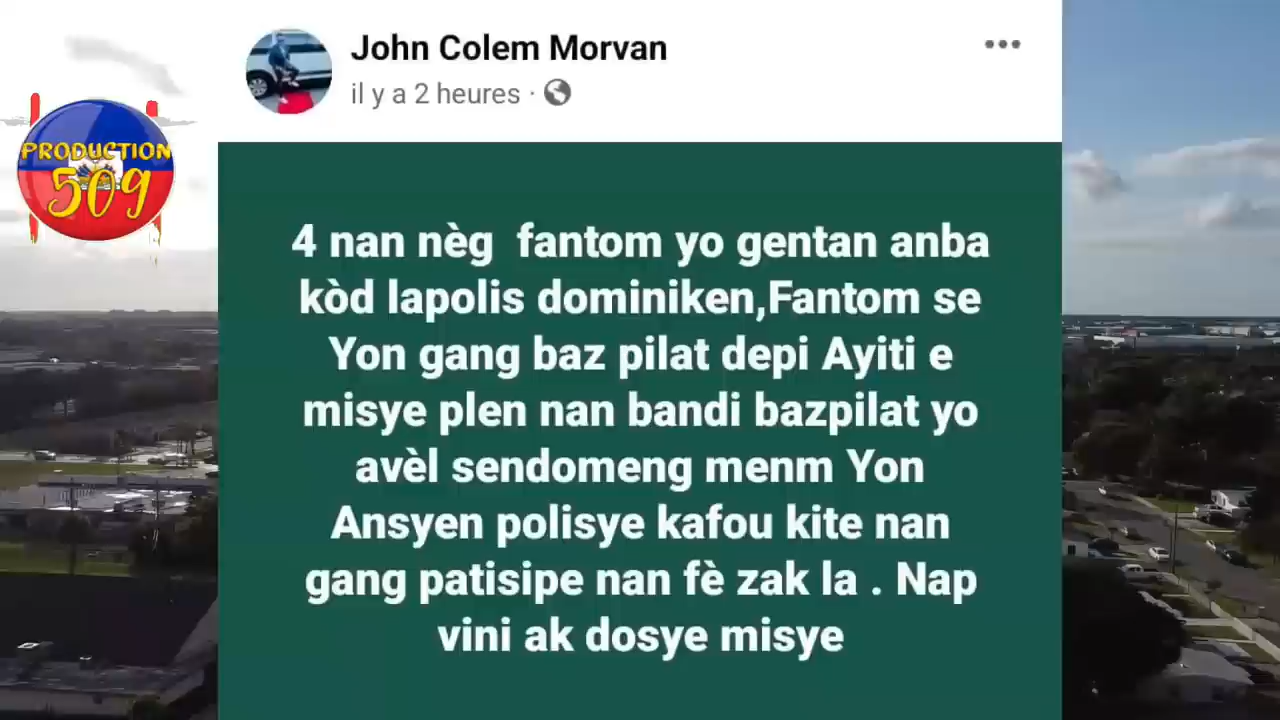 John Colem Morvan
il y a 2 heures ·
PRODUCTION
509
4 nan nèg  fantom yo gentan anba
kòd lapolis dominiken,Fantom se
Yon gang baz pilat depi Ayiti e
misye plen nan bandi bazpilat yo
avèl sendomeng menm Yon
Ansyen polisye kafou kite nan
gang patisipe nan fè zak la . Nap
vini ak dosye misye